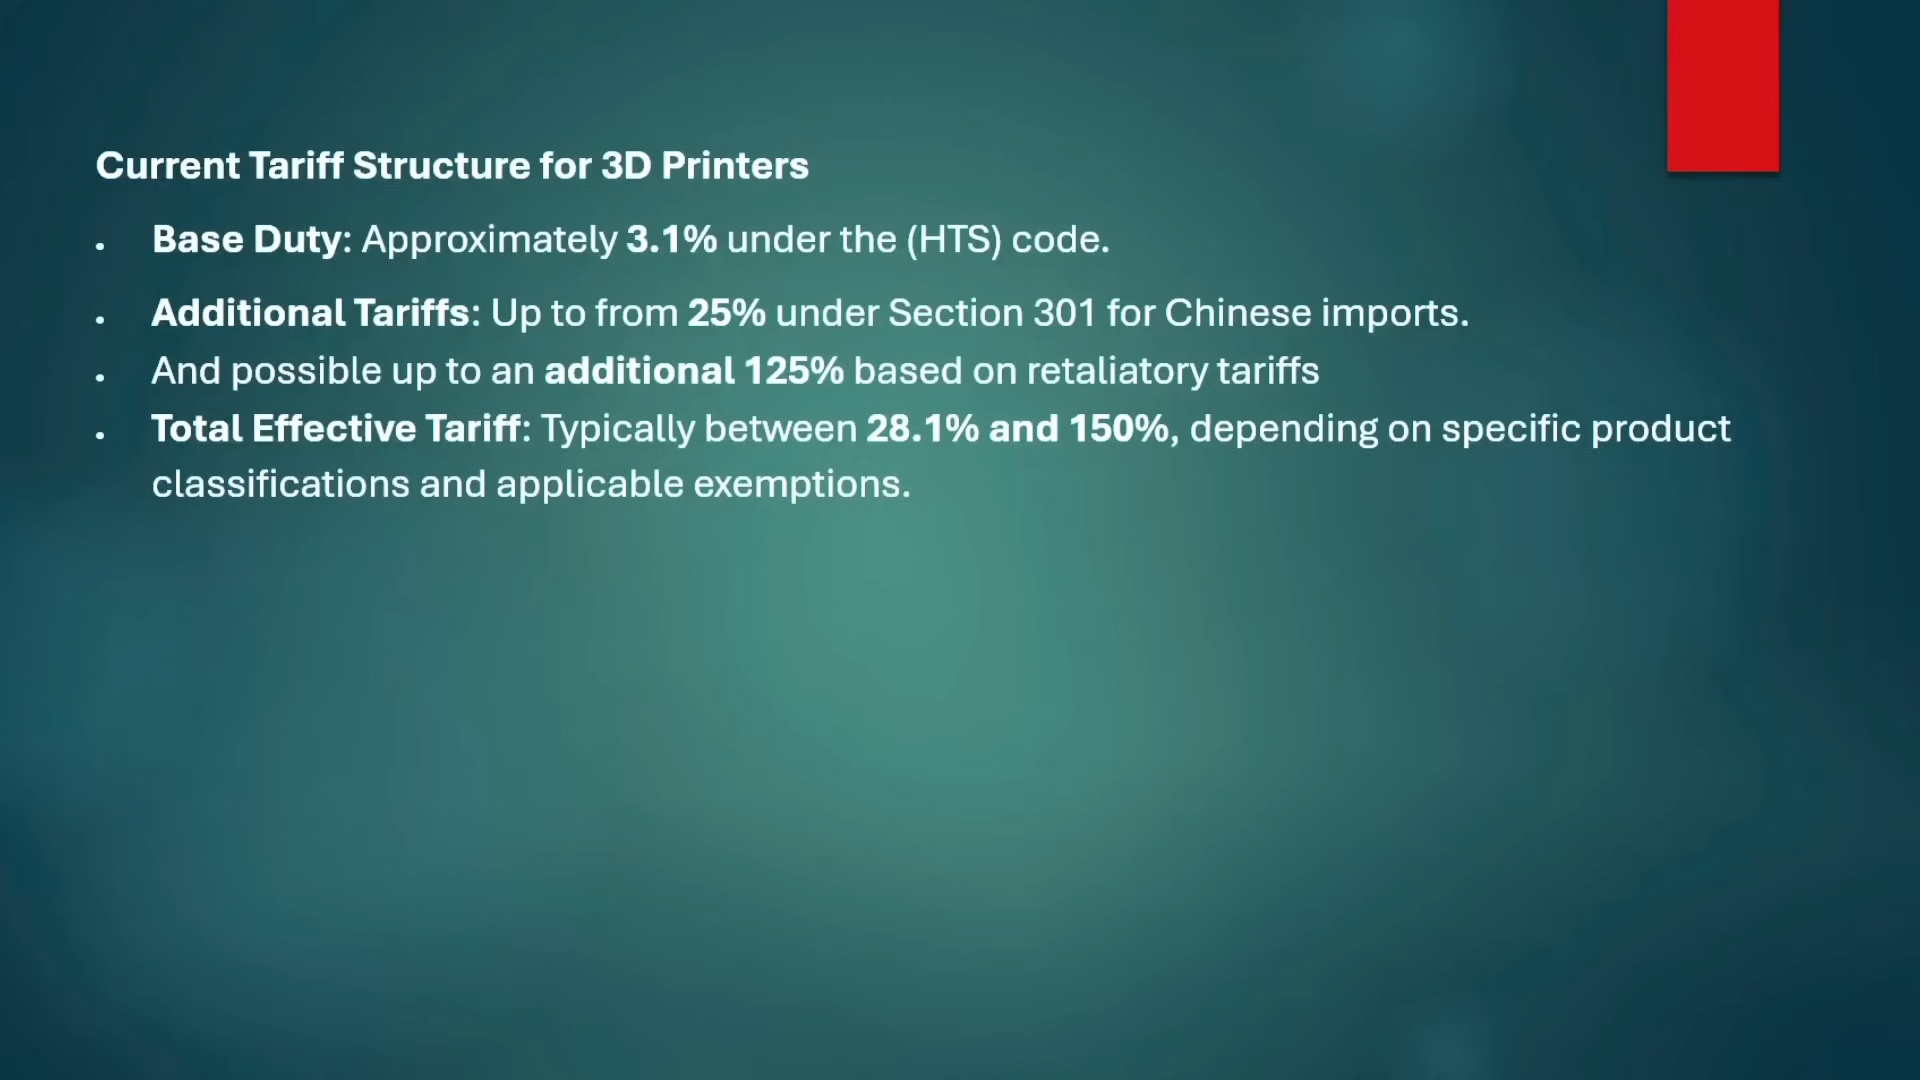 Current Tariff Structure for 3D Printers
• Base Duty: Approximately 3.1% under the (HTS) code.
• Additional Tariffs: Up to from 25% under Section 301 for Chinese imports.
• And possible up to an additional 125% based on retaliatory tariffs
• Total Effective Tariff: Typically between 28.1% and 150%, depending on specific product
classifications and applicable exemptions.